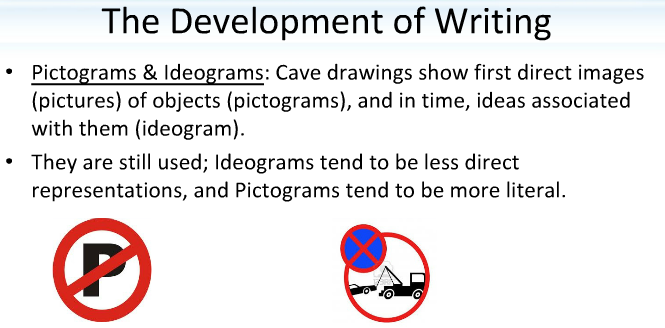 The Development of Writing
• Pictograms & Ideograms: Cave drawings show first direct images
(pictures) of objects (pictograms), and in time, ideas associated
with them (ideogram).
• They are still used; Ideograms tend to be less direct
representations, and Pictograms tend to be more literal.
P